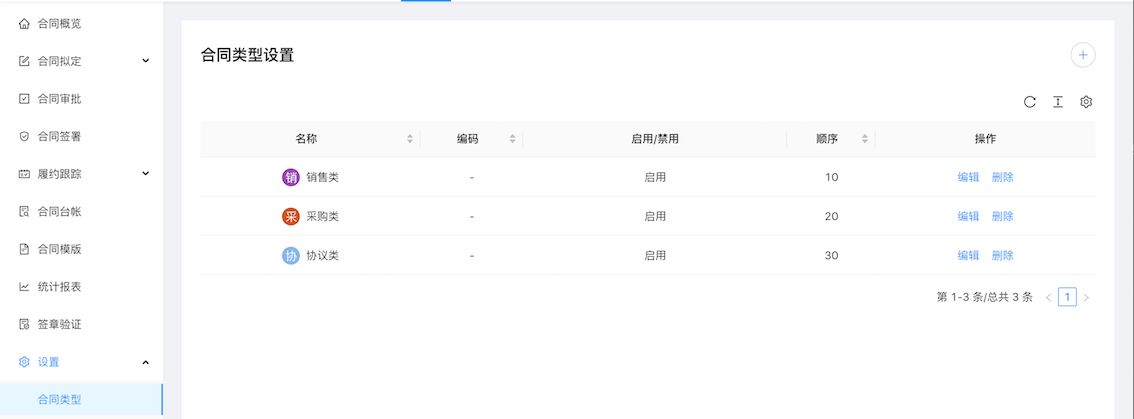 合同概览
合同拟定
合同审批
合同签署
履约跟踪
合同台帐
合同模版
统计报表
签章验证
设置
合同类型
合同类型设置
名称 编码 启用/禁用 顺序 操作
销 销售类 - 启用 10 编辑 删除
采 采购类 - 启用 20 编辑 删除
协 协议类 - 启用 30 编辑 删除
第 1-3 条/总共 3 条 < 1 >